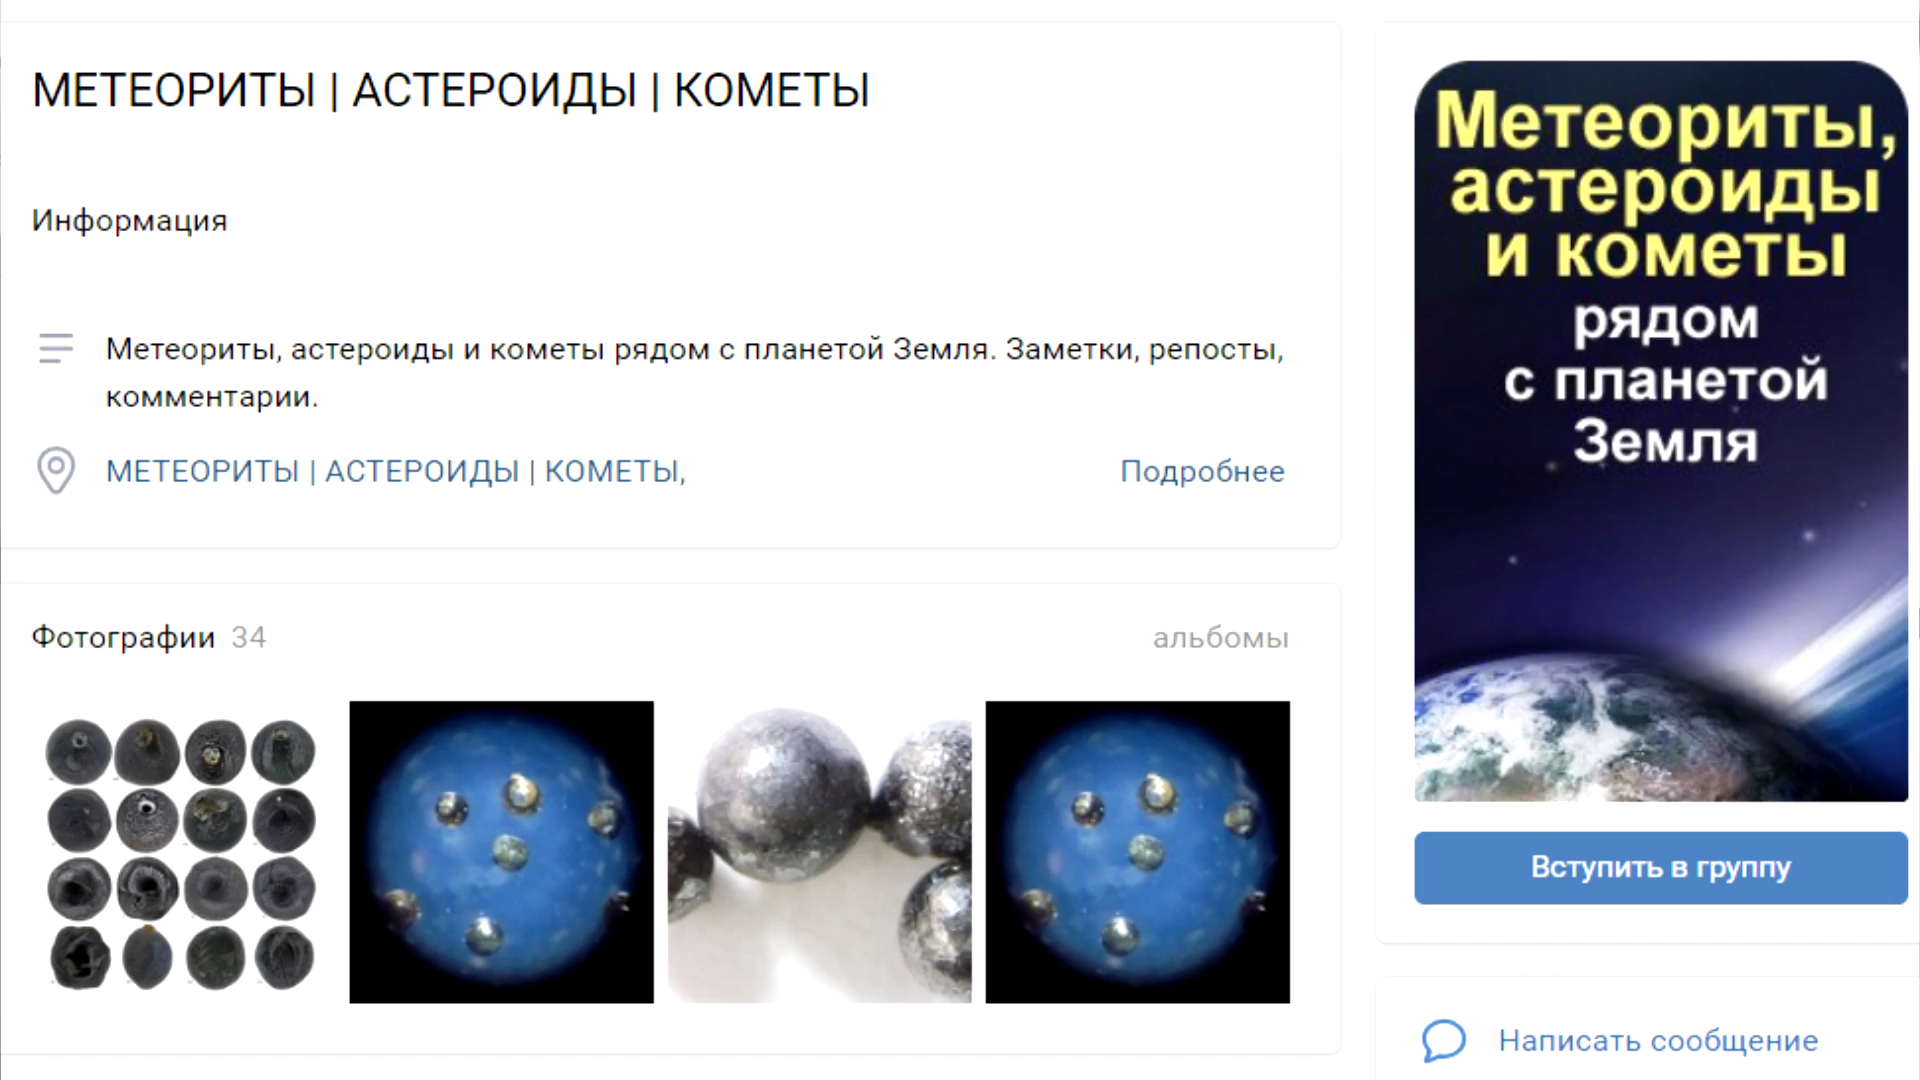 МЕТЕОРИТЫ | АСТЕРОИДЫ | КОМЕТЫ
Информация
Метеориты, астероиды и кометы рядом с планетой Земля. Заметки, репосты,
комментарии.
МЕТЕОРИТЫ | АСТЕРОИДЫ | КОМЕТЫ,
Подробнее
Фотографии 34
альбомы
Метеориты,
астероиды
и кометы
рядом
с планетой
Земля
Вступить в группу
Написать сообщение